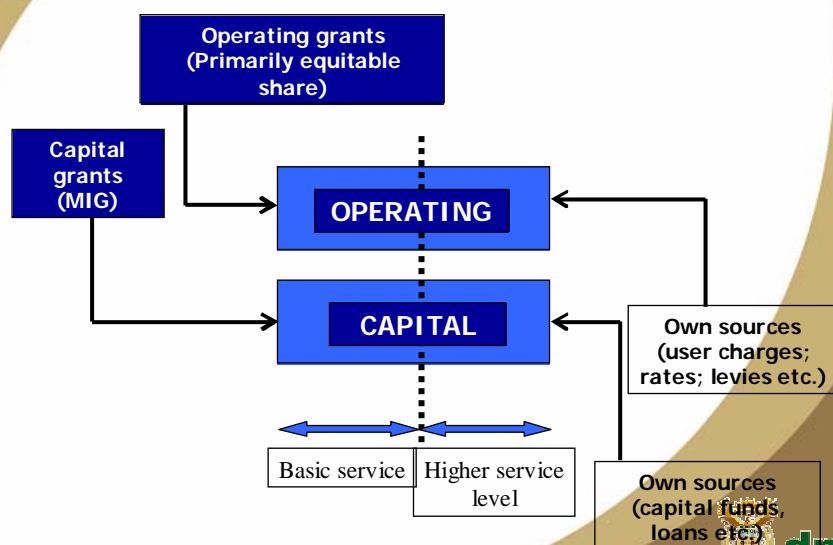 Operating grants
(Primarily equitable
share)
Capital
grants
(MIG)
OPERATING
CAPITAL
Own sources
(user charges;
rates; levies etc.)
Basic service
Higher service
level
Own sources
(capital funds,
loans etc.)